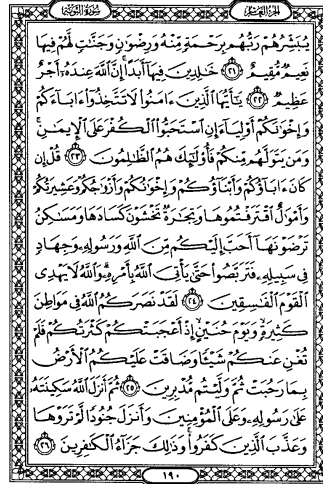 الجزء العاشر
سورة التوبة
يُبَشِّرُهُمْ رَبُّهُم بِرَحْمَةٍ مِّنْهُ وَرِضْوَٰنٍ وَجَنَّٰتٍ لَّهُمْ فِيهَا
نَعِيمٌ مُّقِيمٌ ٢١ خَٰلِدِينَ فِيهَآ أَبَدًا إِنَّ ٱللَّهَ عِندَهُۥٓ أَجْرٌ
عَظِيمٌ ٢٢ يَٰٓأَيُّهَا ٱلَّذِينَ ءَامَنُوا۟ لَا تَتَّخِذُوٓا۟ ءَابَآءَكُمْ
وَإِخْوَٰنَكُمْ أَوْلِيَآءَ إِنِ ٱسْتَحَبُّوا۟ ٱلْكُفْرَ عَلَى ٱلْإِيمَٰنِ ۚ
وَمَن يَتَوَلَّهُم مِّنكُمْ فَأُو۟لَٰٓئِكَ هُمُ ٱلظَّٰلِمُونَ ٢٣ قُلْ إِن
كَانَ ءَابَآؤُكُمْ وَأَبْنَآؤُكُمْ وَإِخْوَٰنُكُمْ وَأَزْوَٰجُكُمْ وَعَشِيرَتُكُمْ
وَأَمْوَٰلٌ ٱقْتَرَفْتُمُوهَا وَتِجَٰرَةٌ تَخْشَوْنَ كَسَادَهَا وَمَسَٰكِنُ
تَرْضَوْنَهَآ أَحَبَّ إِلَيْكُم مِّنَ ٱللَّهِ وَرَسُولِهِۦ وَجِهَادٍ
فِى سَبِيلِهِۦ فَتَرَبَّصُوا۟ حَتَّىٰ يَأْتِىَ ٱللَّهُ بِأَمْرِهِۦ ۗ وَٱللَّهُ لَا يَهْدِى
ٱلْقَوْمَ ٱلْفَٰسِقِينَ ٢٤ لَقَدْ نَصَرَكُمُ ٱللَّهُ فِى مَوَاطِنَ
كَثِيرَةٍ ۙ وَيَوْمَ حُنَيْنٍ ۙ إِذْ أَعْجَبَتْكُمْ كَثْرَتُكُمْ فَلَمْ
تُغْنِ عَنكُمْ شَيْـًٔا وَضَاقَتْ عَلَيْكُمُ ٱلْأَرْضُ
بِمَا رَحُبَتْ ثُمَّ وَلَّيْتُم مُّدْبِرِينَ ٢٥ ثُمَّ أَنزَلَ ٱللَّهُ سَكِينَتَهُۥ
عَلَىٰ رَسُولِهِۦ وَعَلَى ٱلْمُؤْمِنِينَ وَأَنزَلَ جُنُودًا لَّمْ تَرَوْهَا
وَعَذَّبَ ٱلَّذِينَ كَفَرُوا۟ ۚ وَذَٰلِكَ جَزَآءُ ٱلْكَٰفِرِينَ ٢٦
١٩٠